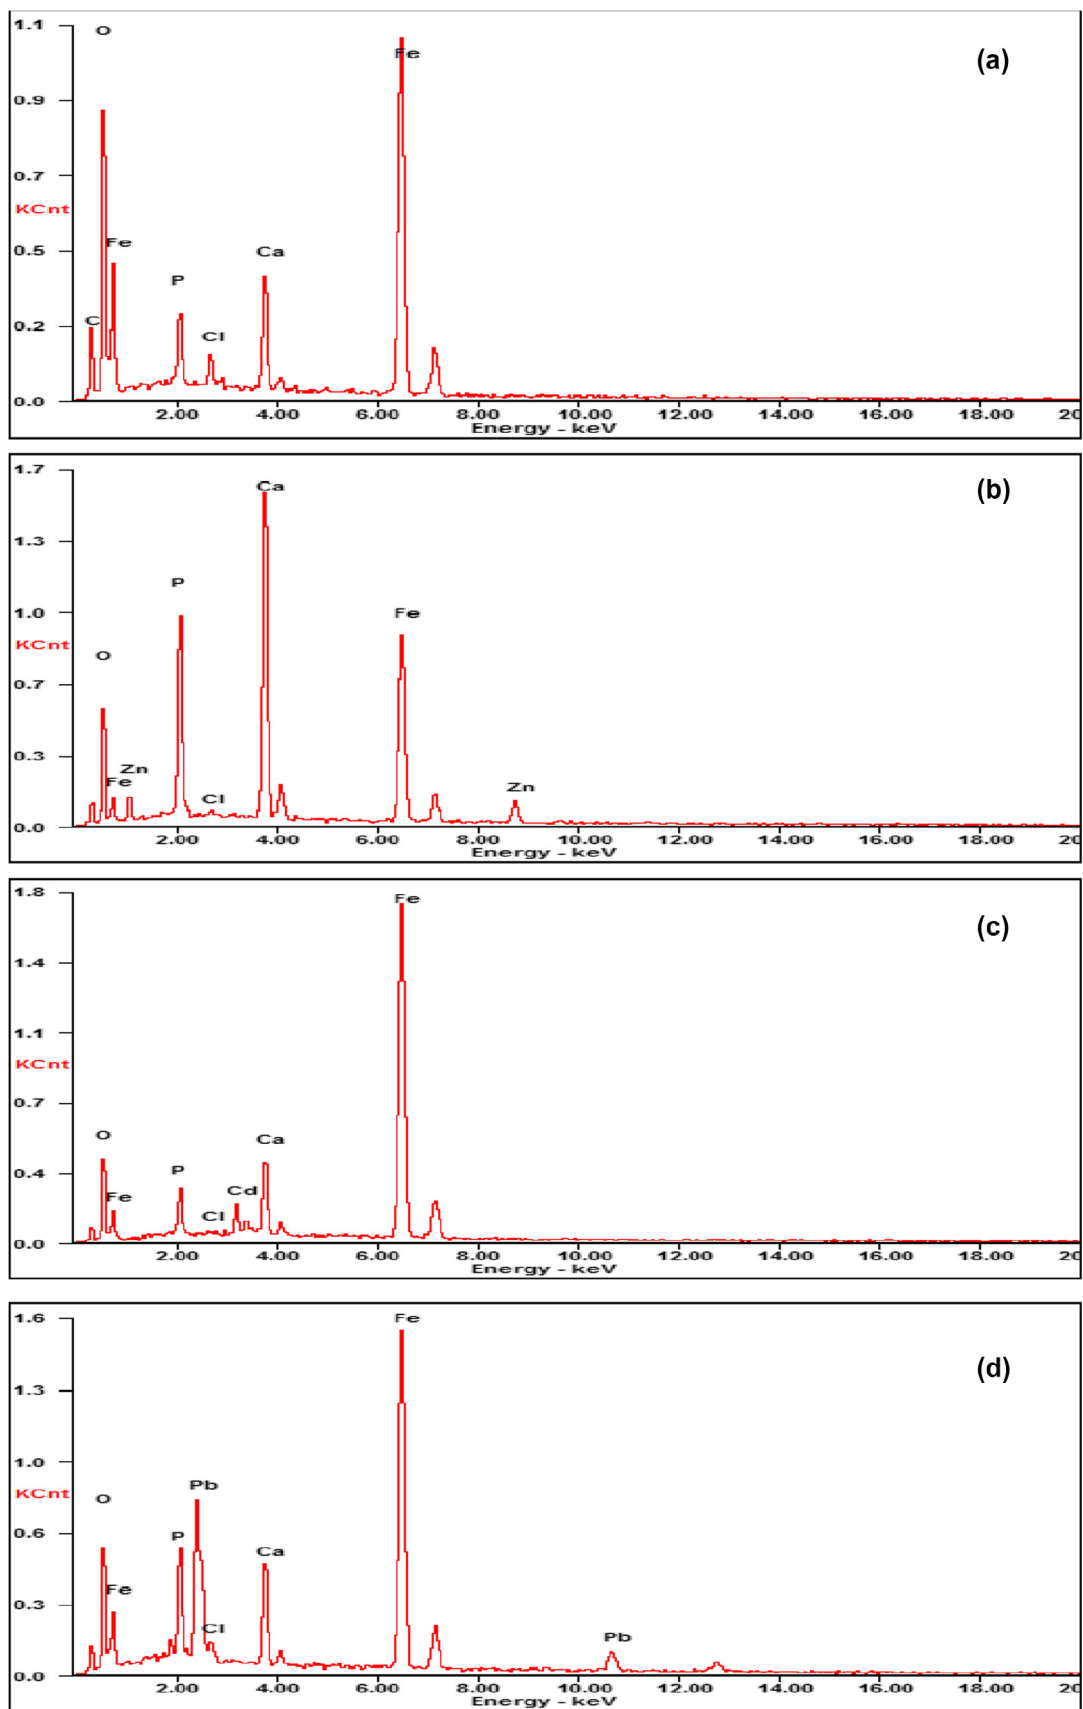 1.1
O
Fe
(a)
0.9
0.7
KCnt
Fe
0.5
Ca
P
C
Cl
0.2
0.0
2.00 4.00 6.00 8.00 10.00 12.00 14.00 16.00 18.00 20
Energy - keV
1.7
Ca
(b)
1.3
P
1.0
Fe
KCnt
O
0.7
Zn
0.3
Fe
Zn
Cl
0.0
2.00 4.00 6.00 8.00 10.00 12.00 14.00 16.00 18.00 20
Energy - keV
1.8
Fe
(c)
1.4
1.1
KCnt
0.7
O
Ca
0.4
P
Cd
Fe
Cl
0.0
2.00 4.00 6.00 8.00 10.00 12.00 14.00 16.00 18.00 20
Energy - keV
1.6
Fe
(d)
1.3
1.0
Pb
KCnt
O
0.6
P
Ca
Fe
0.3
Cl
Pb
0.0
2.00 4.00 6.00 8.00 10.00 12.00 14.00 16.00 18.00 20
Energy - keV